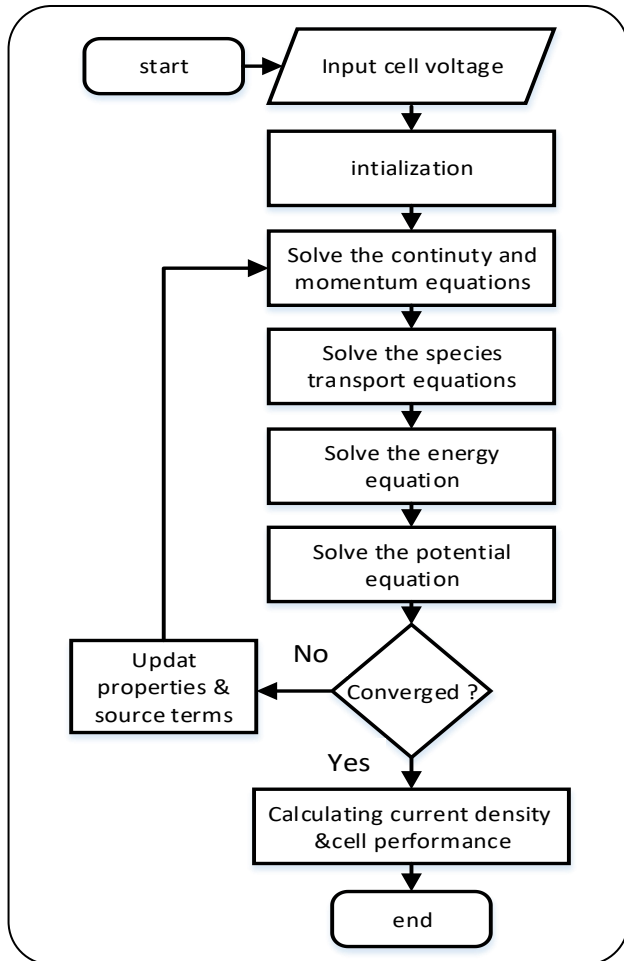 start
Input cell voltage
intialization
Solve the continuty and
momentum equations
Solve the species
transport equations
Solve the energy
equation
Solve the potential
equation
Converged ?
No
Updat
properties &
source terms
Yes
Calculating current density
&cell performance
end